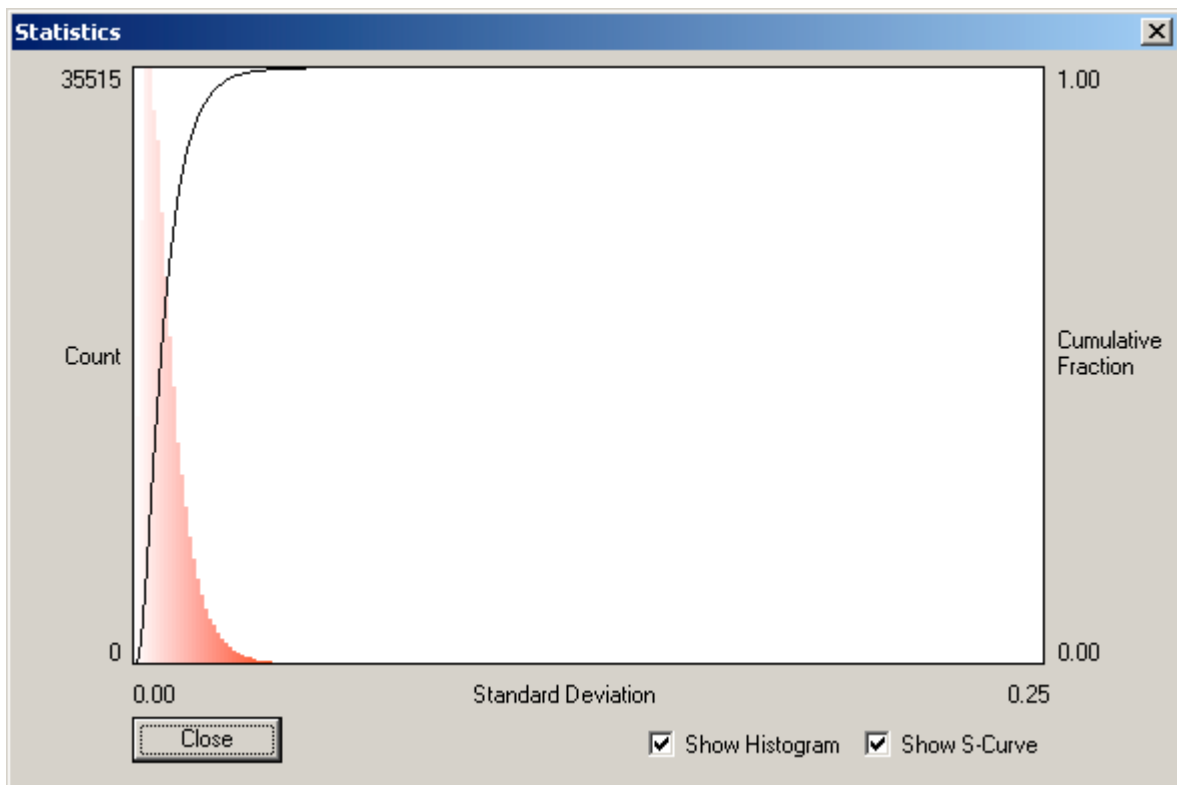 Statistics
35515
1.00
Count
Cumulative
Fraction
0
0.00
0.00
Standard Deviation
0.25
Close
Show Histogram
Show S-Curve